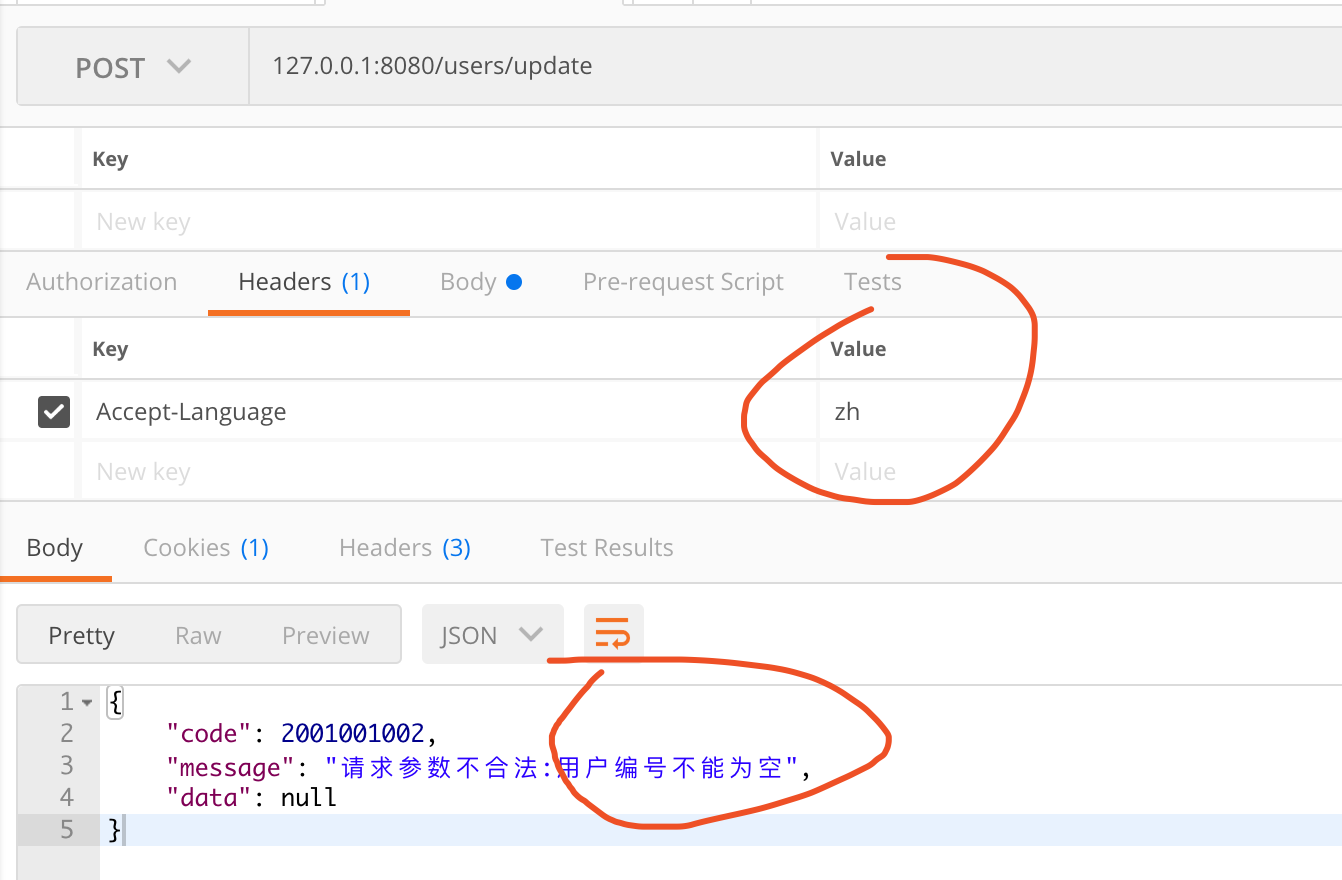 POST 127.0.0.1:8080/users/update
Key Value
New key Value
Authorization Headers (1) Body Pre-request Script Tests
Key Value
Accept-Language zh
New key Value
Body Cookies (1) Headers (3) Test Results
Pretty Raw Preview JSON
1 {
2 "code": 2001001002,
3 "message": "请求参数不合法:用户编号不能为空",
4 "data": null
5 }